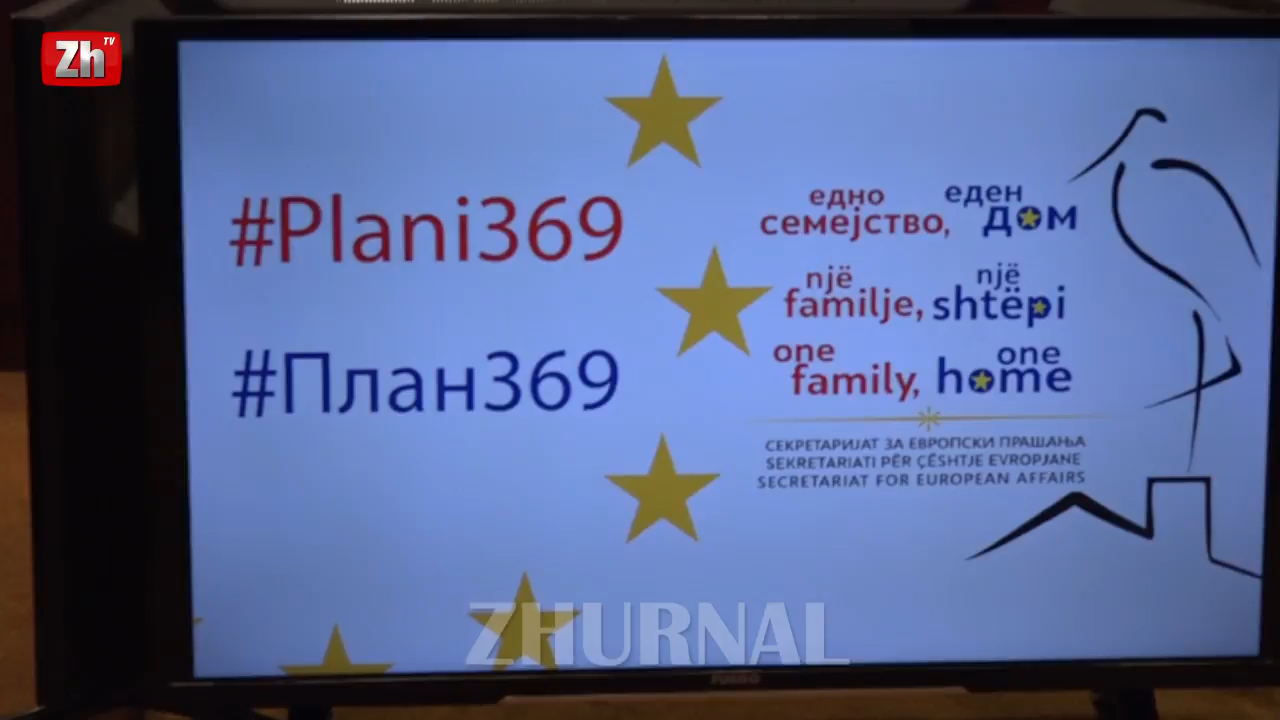 Zh TV
#Plani369
#План369
едно семејство,
еден дом
një familje,
një shtëpi
one family,
one home
СЕКРЕТАРИЈАТ ЗА ЕВРОПСКИ ПРАШАЊА
SEKRETARIATI PËR ÇËSHTJE EVROPJANE
SECRETARIAT FOR EUROPEAN AFFAIRS
ZHURNAL